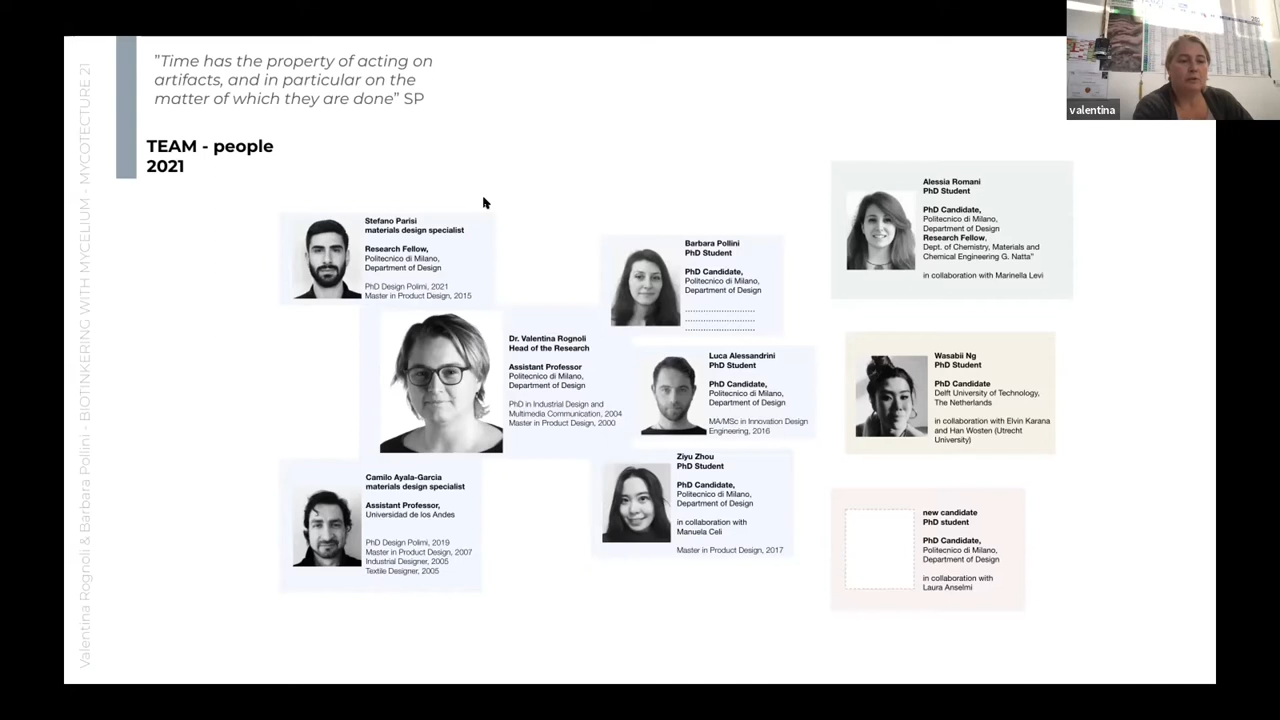 "Time has the property of acting on
artifacts, and in particular on the
matter of which they are done" SP
TEAM - people
2021
Valentina Rognoli & Barbara Pollini - BIOTINKERING WITH MYCELIUM - MYCOTECTURE 21
valentina
Stefano Parisi
materials design specialist
Research Fellow,
Politecnico di Milano,
Department of Design
PhD Design Polimi, 2021
Master in Product Design, 2015
Dr. Valentina Rognoli
Head of the Research
Assistant Professor
Politecnico di Milano,
Department of Design
PhD in Industrial Design and
Multimedia Communication, 2004
Master in Product Design, 2000
Camilo Ayala-Garcia
materials design specialist
Assistant Professor,
Universidad de los Andes
PhD Design Polimi, 2019
Master in Product Design, 2007
Industrial Designer, 2005
Textile Designer, 2005
Barbara Pollini
PhD Student
PhD Candidate,
Politecnico di Milano,
Department of Design
Luca Alessandrini
PhD Student
PhD Candidate,
Politecnico di Milano,
Department of Design
MA/MSc in Innovation Design
Engineering, 2016
Ziyu Zhou
PhD Student
PhD Candidate,
Politecnico di Milano,
Department of Design
in collaboration with
Manuela Celi
Master in Product Design, 2017
Alessia Romani
PhD Student
PhD Candidate,
Politecnico di Milano,
Department of Design
Research Fellow,
Dept. of Chemistry, Materials and
Chemical Engineering G. Natta"
in collaboration with Marinella Levi
Wasabii Ng
PhD Student
PhD Candidate
Delft University of Technology,
The Netherlands
in collaboration with Elvin Karana
and Han Wosten (Utrecht
University)
new candidate
PhD student
PhD Candidate,
Politecnico di Milano,
Department of Design
in collaboration with
Laura Anselmi